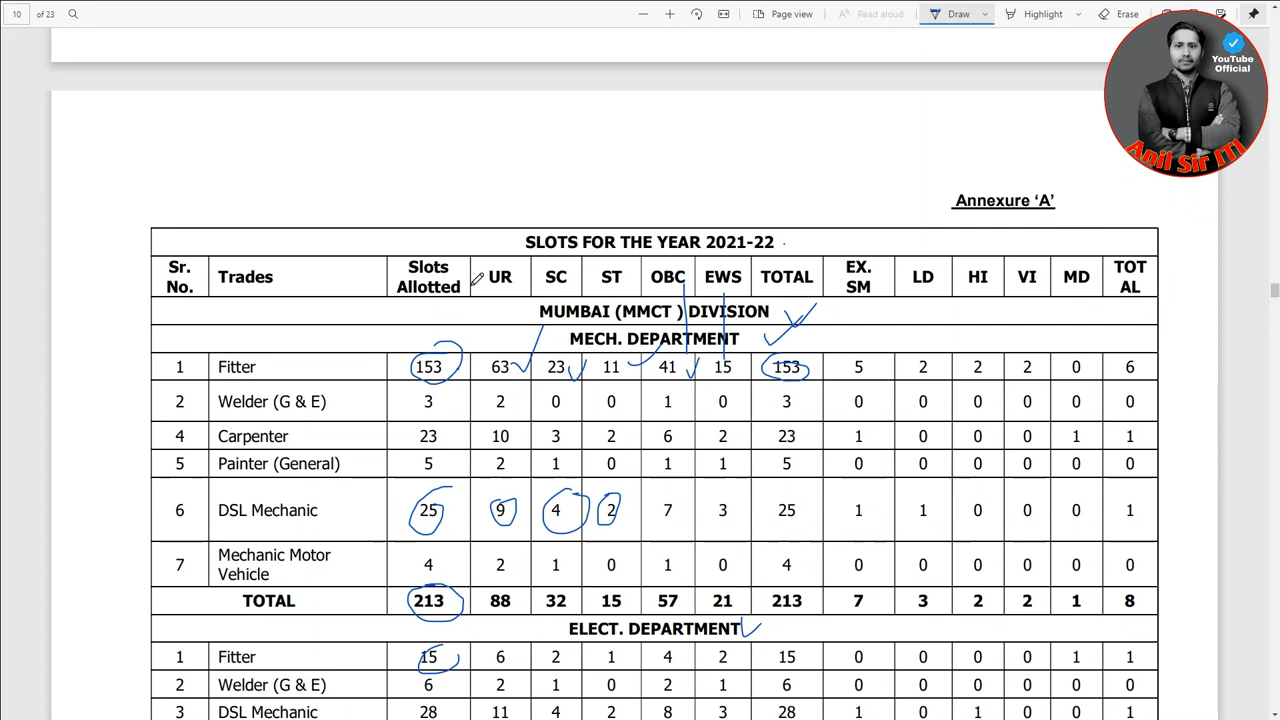 10 of 23 Page view Read aloud Draw Highlight Erase
YouTube
Official
Anil Sir ITI
Annexure ‘A’
SLOTS FOR THE YEAR 2021-22
Sr. No. Trades Slots Allotted UR SC ST OBC EWS TOTAL EX. SM LD HI VI MD TOT AL
MUMBAI (MMCT ) DIVISION
MECH. DEPARTMENT
1 Fitter 153 63 23 11 41 15 153 5 2 2 2 0 6
2 Welder (G & E) 3 2 0 0 1 0 3 0 0 0 0 0 0
4 Carpenter 23 10 3 2 6 2 23 1 0 0 0 1 1
5 Painter (General) 5 2 1 0 1 1 5 0 0 0 0 0 0
6 DSL Mechanic 25 9 4 2 7 3 25 1 1 0 0 0 1
7 Mechanic Motor Vehicle 4 2 1 0 1 0 4 0 0 0 0 0 0
TOTAL 213 88 32 15 57 21 213 7 3 2 2 1 8
ELECT. DEPARTMENT
1 Fitter 15 6 2 1 4 2 15 0 0 0 0 1 1
2 Welder (G & E) 6 2 1 0 2 1 6 0 0 0 0 0 0
3 DSL Mechanic 28 11 4 2 8 3 28 1 0 1 0 0 1